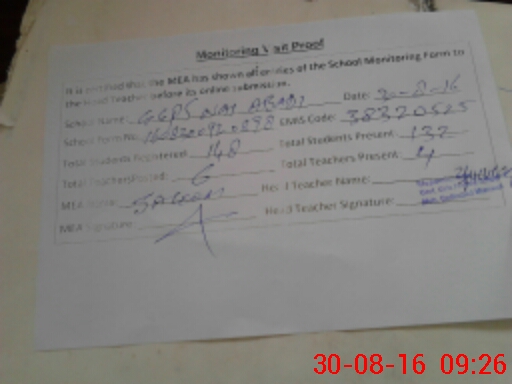 Monitoring Visit Proof
It is certified that the MEA has shown all entries of the School Monitoring Form to
the Head Teacher before its online submission.
School Name: GGPS NAI ABADI Date: 30-8-16
School Form No: EMIS Code: 38320525
Total Students Registered: 148 Total Students Present: 132
Total Teachers Posted: 6 Total Teachers Present: 4
MEA Name: Head Teacher Name:
MEA Signature: Head Teacher Signature:
30-08-16 09:26